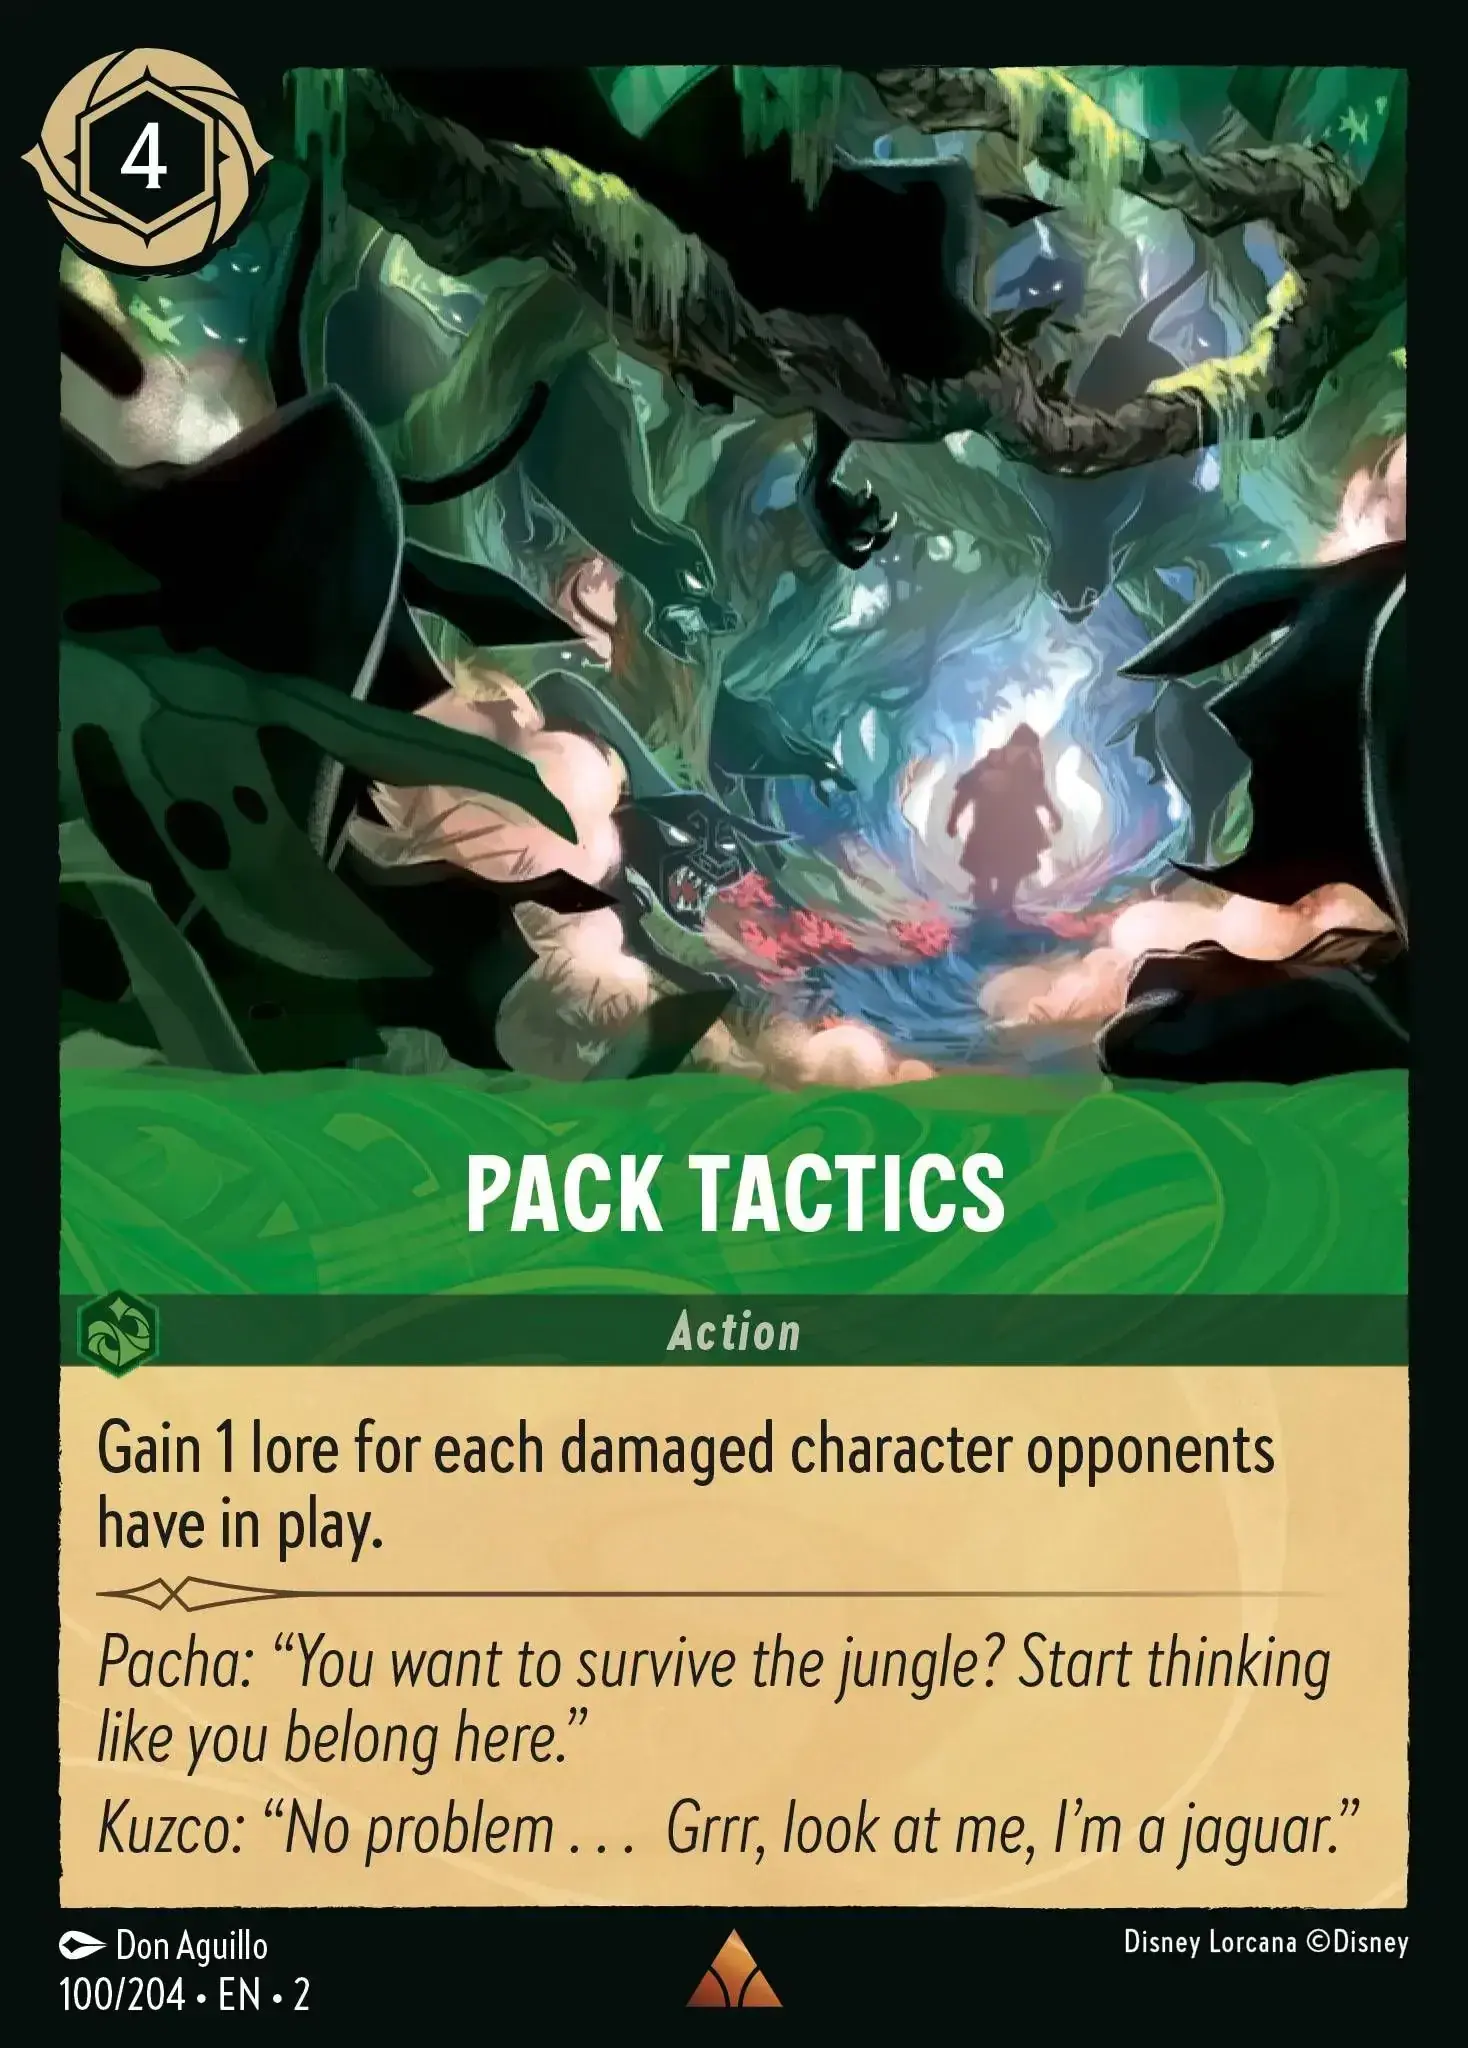 4
PACK TACTICS
Action
Gain 1 lore for each damaged character opponents
have in play.
Pacha: “You want to survive the jungle? Start thinking
like you belong here.”
Kuzco: “No problem . . .  Grrr, look at me, I’m a jaguar.”
Don Aguillo
Disney Lorcana ©Disney
100/204 • EN • 2